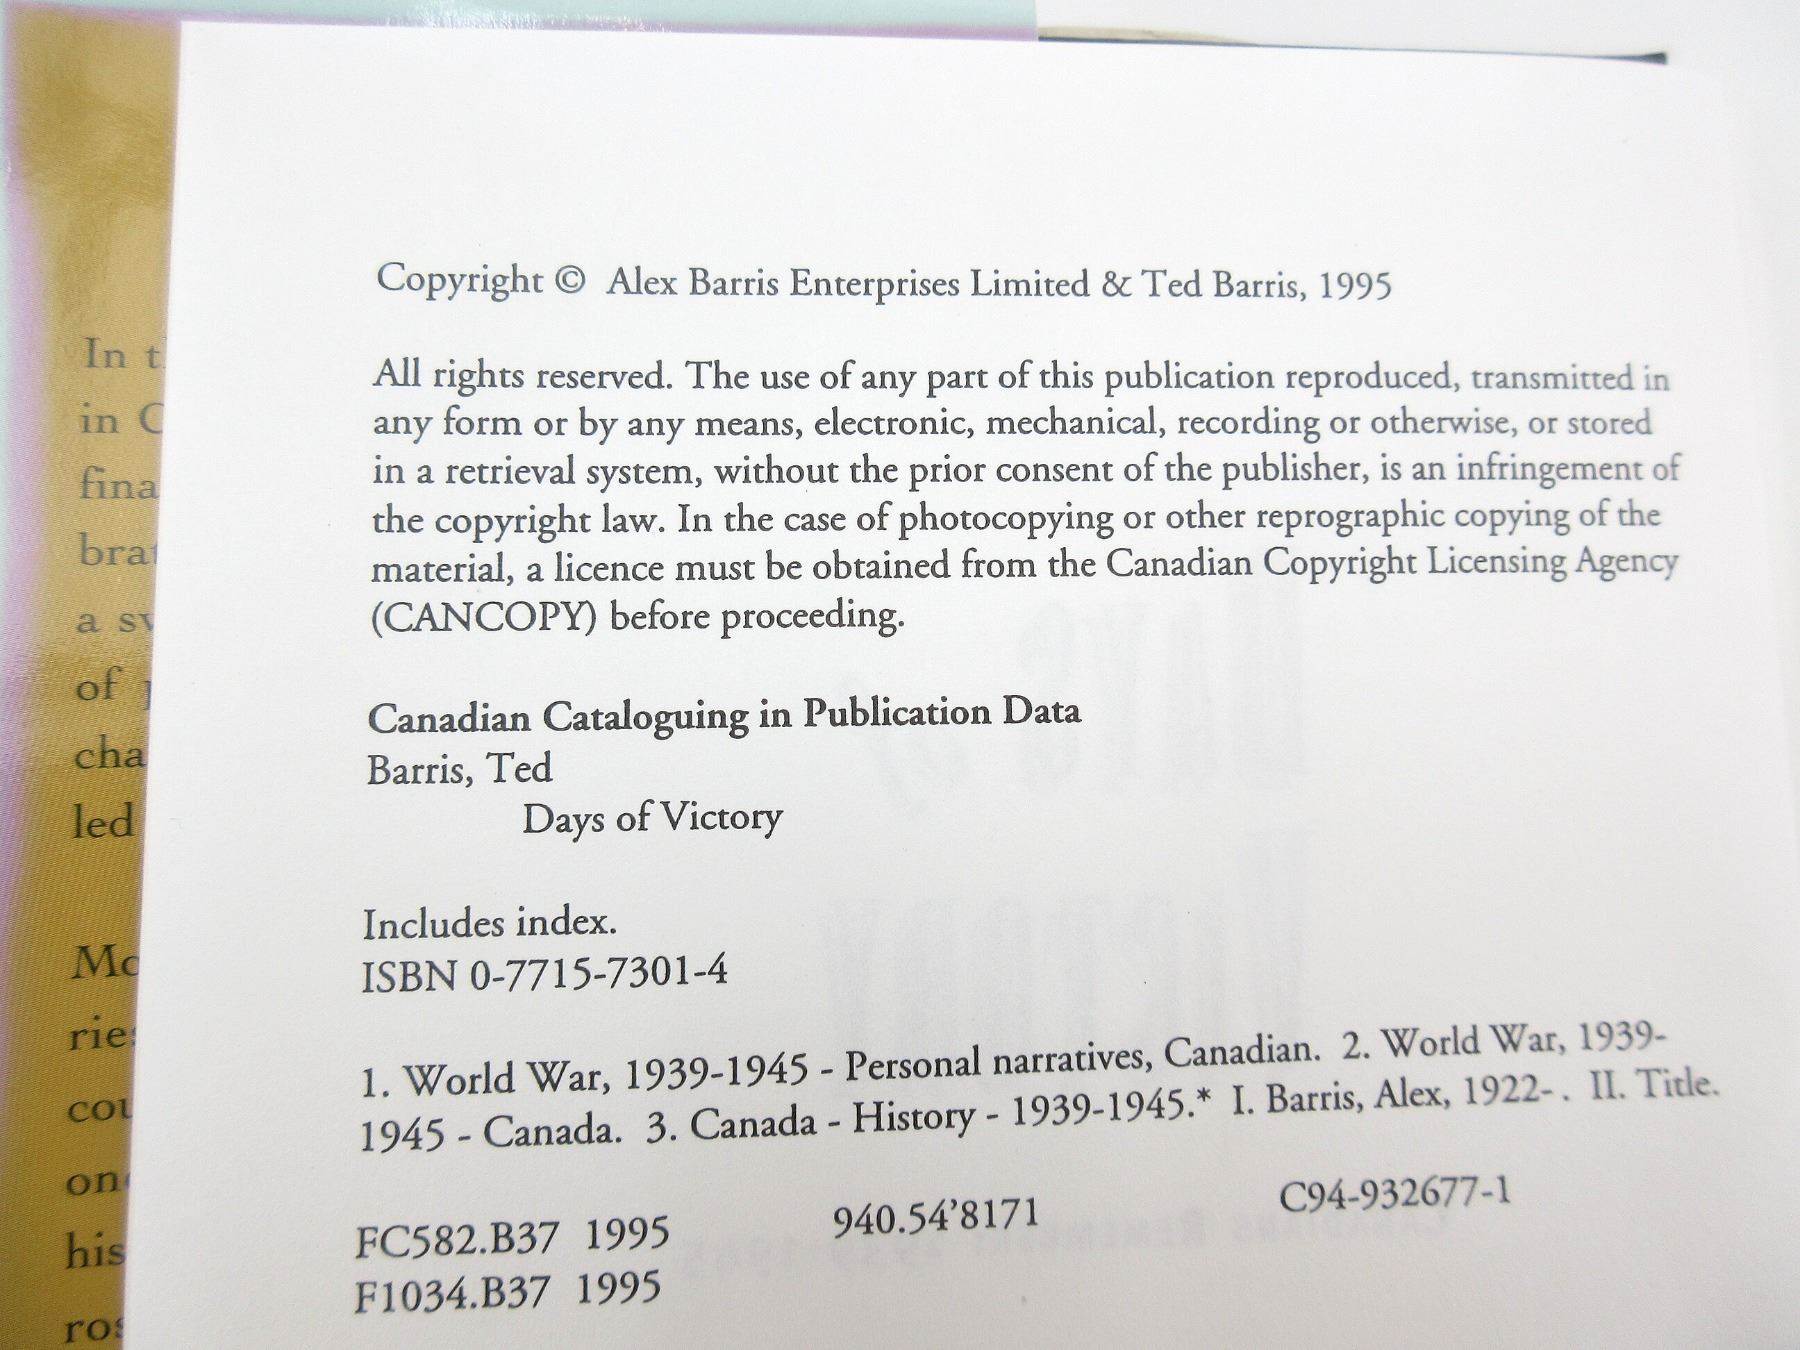 Copyright © Alex Barris Enterprises Limited & Ted Barris, 1995
All rights reserved. The use of any part of this publication reproduced, transmitted in
any form or by any means, electronic, mechanical, recording or otherwise, or stored
in a retrieval system, without the prior consent of the publisher, is an infringement of
the copyright law. In the case of photocopying or other reprographic copying of the
material, a licence must be obtained from the Canadian Copyright Licensing Agency
(CANCOPY) before proceeding.
Canadian Cataloguing in Publication Data
Barris, Ted
Days of Victory
Includes index.
ISBN 0-7715-7301-4
1. World War, 1939-1945 - Personal narratives, Canadian. 2. World War, 1939-
1945 - Canada. 3. Canada - History - 1939-1945.* I. Barris, Alex, 1922- . II. Title.
FC582.B37 1995 940.54'8171 C94-932677-1
F1034.B37 1995
In
in
of
led
his